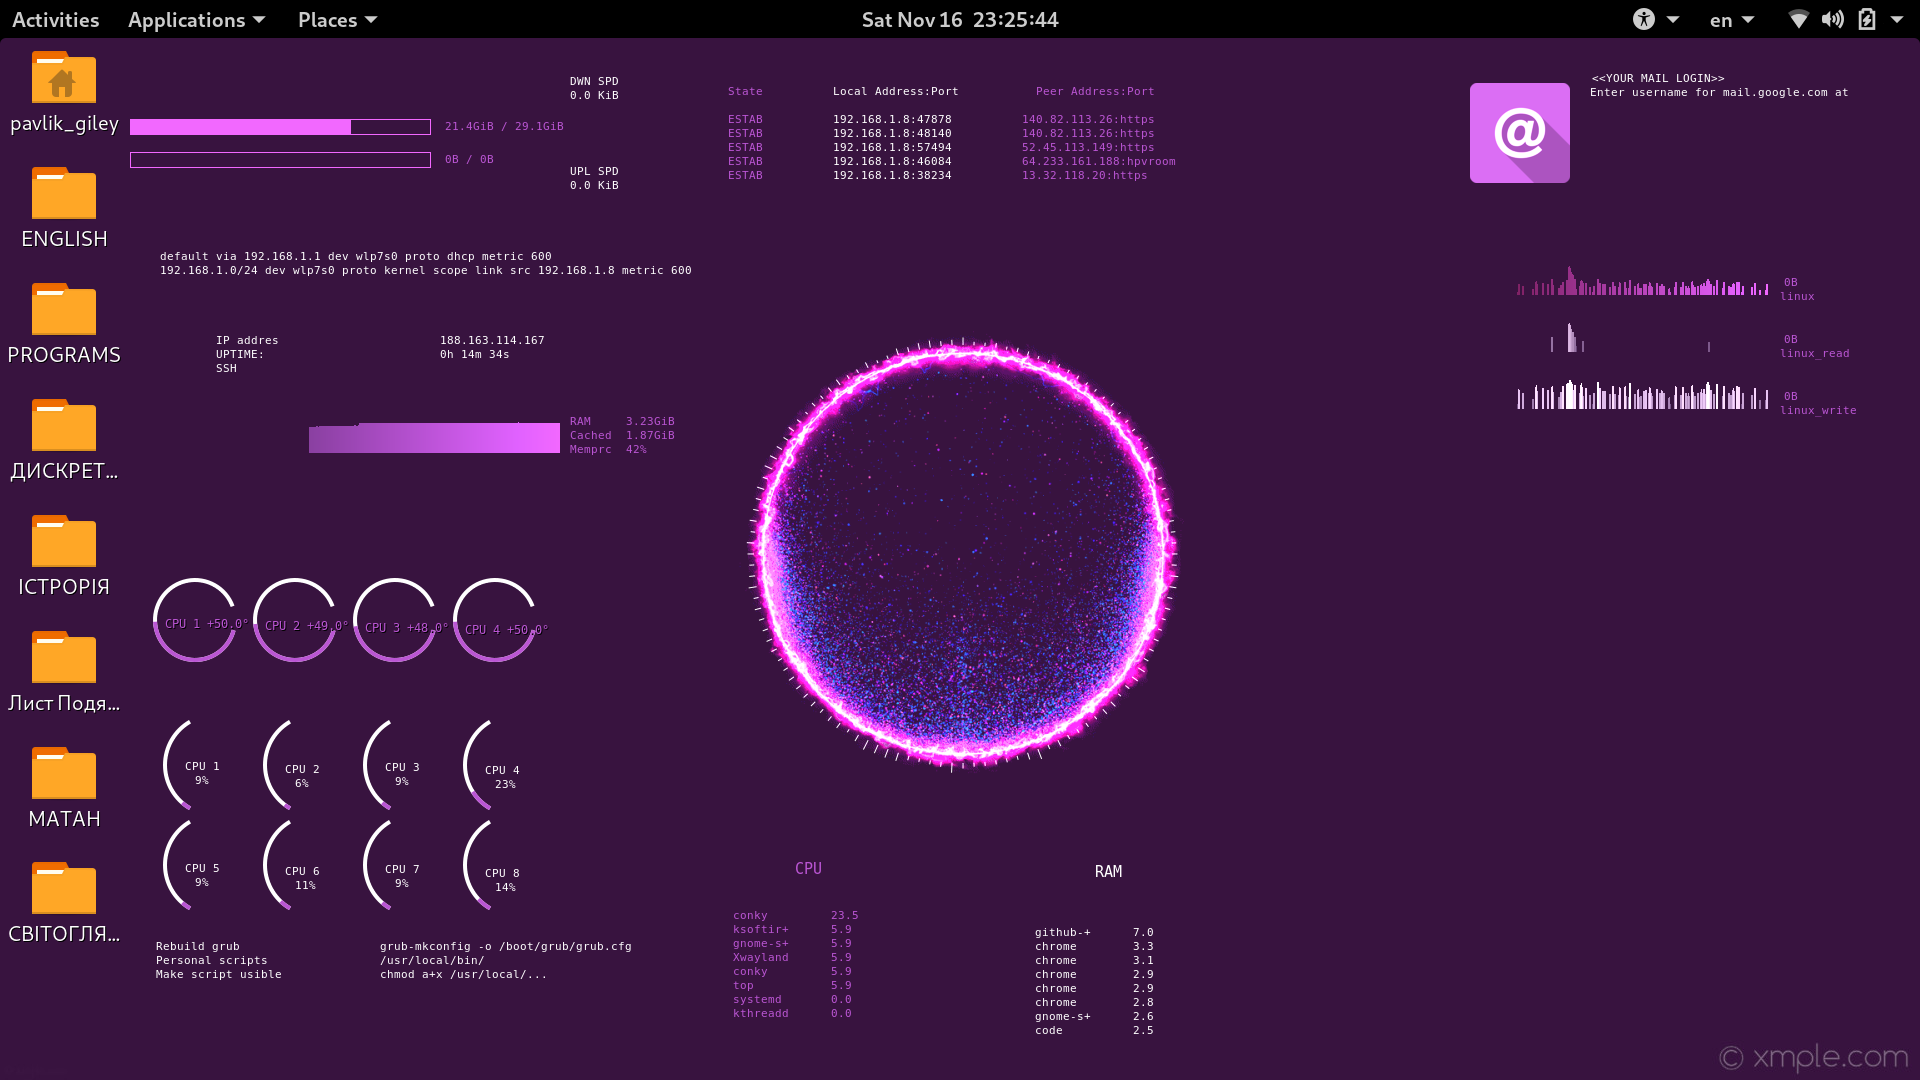 Activities Applications Places Sat Nov 16 23:25:44 en
pavlik_giley
ENGLISH
PROGRAMS
ДИСКРЕТ...
ІСТРОРІЯ
Лист Подя...
МАТАН
СВІТОГЛЯ...
DWN SPD
0.0 KiB
21.4GiB / 29.1GiB
0B / 0B
UPL SPD
0.0 KiB
State Local Address:Port Peer Address:Port
ESTAB 192.168.1.8:47878 140.82.113.26:https
ESTAB 192.168.1.8:48140 140.82.113.26:https
ESTAB 192.168.1.8:57494 52.45.113.149:https
ESTAB 192.168.1.8:46084 64.233.161.188:hpvroom
ESTAB 192.168.1.8:38234 13.32.118.20:https
@
<<YOUR MAIL LOGIN>>
Enter username for mail.google.com at
default via 192.168.1.1 dev wlp7s0 proto dhcp metric 600
192.168.1.0/24 dev wlp7s0 proto kernel scope link src 192.168.1.8 metric 600
0B
linux
0B
linux_read
0B
linux_write
IP addres 188.163.114.167
UPTIME: 0h 14m 34s
SSH
RAM 3.23GiB
Cached 1.87GiB
Memprc 42%
CPU 1 +50.0° CPU 2 +49.0° CPU 3 +48.0° CPU 4 +50.0°
CPU 1 CPU 2 CPU 3 CPU 4
9% 6% 9% 23%
CPU 5 CPU 6 CPU 7 CPU 8
9% 11% 9% 14%
Rebuild grub grub-mkconfig -o /boot/grub/grub.cfg
Personal scripts /usr/local/bin/
Make script usible chmod a+x /usr/local/...
CPU
conky 23.5
ksoftir+ 5.9
gnome-s+ 5.9
Xwayland 5.9
conky 5.9
top 5.9
systemd 0.0
kthreadd 0.0
RAM
github-+ 7.0
chrome 3.3
chrome 3.1
chrome 2.9
chrome 2.9
chrome 2.8
gnome-s+ 2.6
code 2.5
© xmple.com